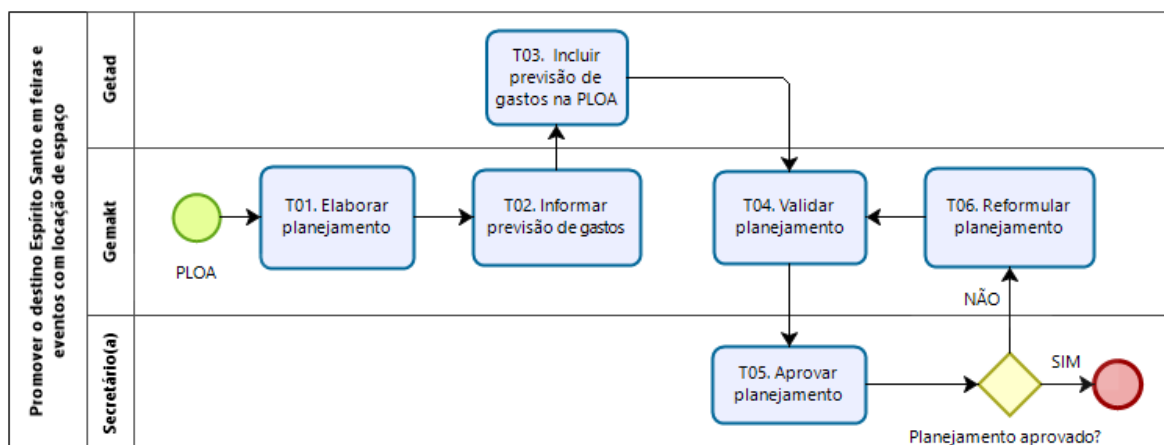 Promover o destino Espírito Santo em feiras e
eventos com locação de espaço
Getad
T03. Incluir
previsão de
gastos na PLOA
Gemakt
PLOA
T01. Elaborar
planejamento
T02. Informar
previsão de gastos
T04. Validar
planejamento
T06. Reformular
planejamento
NÃO
Secretário(a)
T05. Aprovar
planejamento
SIM
Planejamento aprovado?